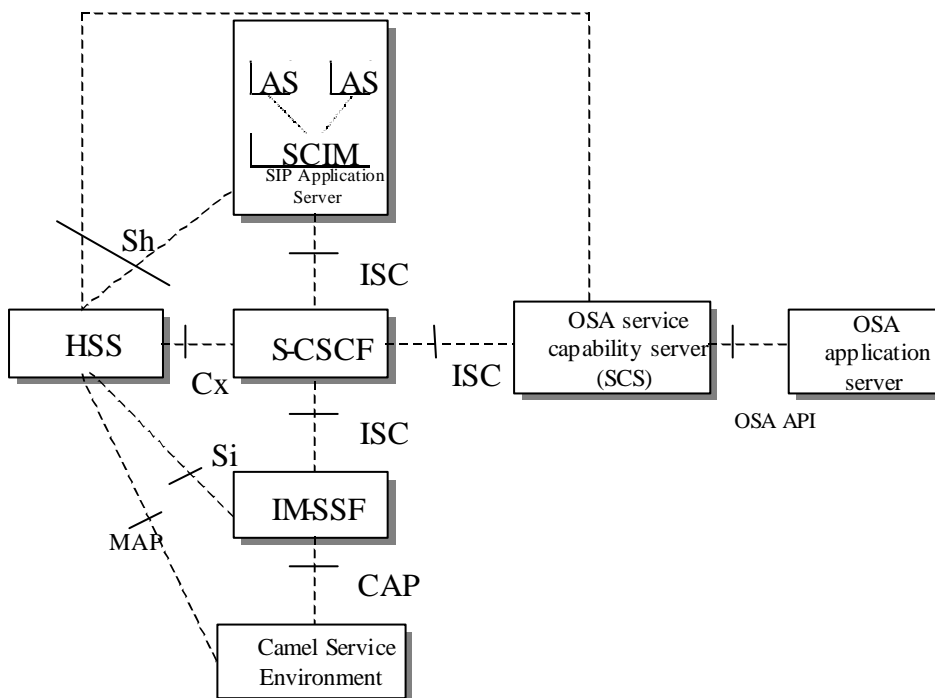 AS AS
SCIM
SIP Application
Server
Sh
ISC
HSS
S-CSCF
OSA service
capability server
(SCS)
OSA
application
server
Cx
ISC
ISC
OSA API
Si
IM-SSF
MAP
CAP
Camel Service
Environment